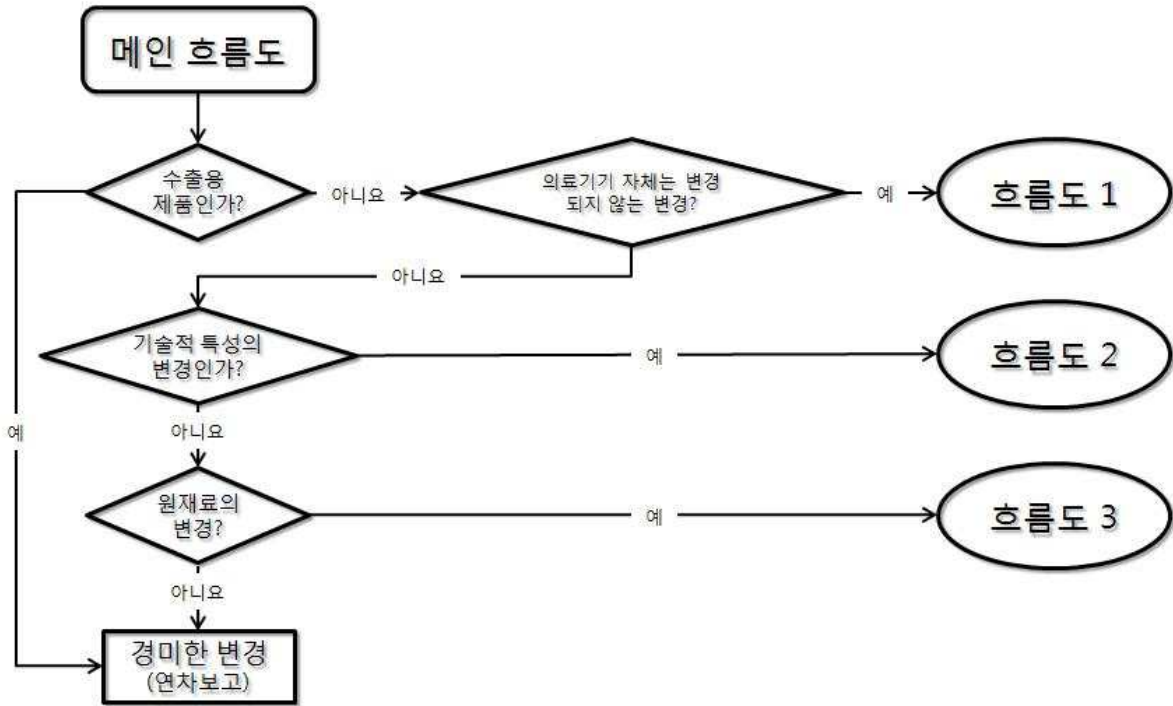 메인 흐름도
수출용
제품인가?
아니요
의료기기 자체는 변경
되지 않는 변경?
예
흐름도 1
아니요
기술적 특성의
변경인가?
예
흐름도 2
예
아니요
원재료의
변경?
예
흐름도 3
아니요
경미한 변경
(연차보고)